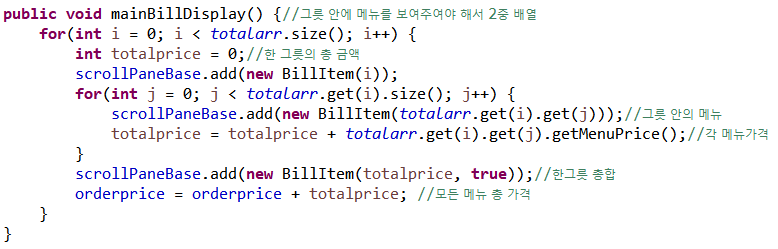 public void mainBillDisplay() {//그릇 안에 메뉴를 보여주여야 해서 2중 배열
    for(int i = 0; i < totalarr.size(); i++) {
        int totalprice = 0;//한 그릇의 총 금액
        scrollPaneBase.add(new BillItem(i));
        for(int j = 0; j < totalarr.get(i).size(); j++) {
            scrollPaneBase.add(new BillItem(totalarr.get(i).get(j)));//그릇 안의 메뉴
            totalprice = totalprice + totalarr.get(i).get(j).getMenuPrice();//각 메뉴가격
        }
        scrollPaneBase.add(new BillItem(totalprice, true));//한그릇 총합
        orderprice = orderprice + totalprice; //모든 메뉴 총 가격
    }
}